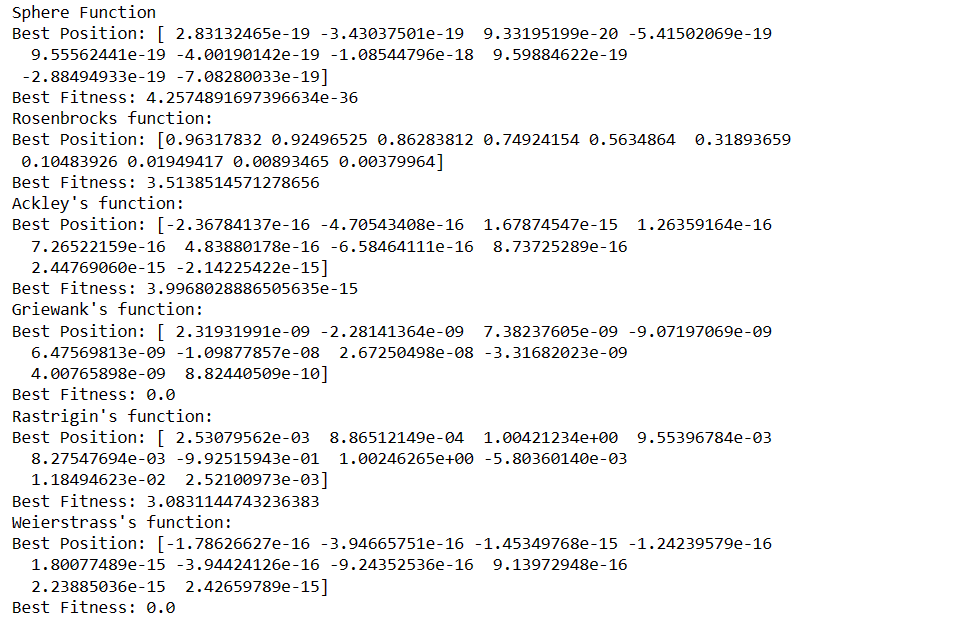 Sphere Function
Best Position: [ 2.83132465e-19 -3.43037501e-19  9.33195199e-20 -5.41502069e-19
  9.55562441e-19 -4.00190142e-19 -1.08544796e-18  9.59884622e-19
 -2.88494933e-19 -7.08280033e-19]
Best Fitness: 4.2574891697396634e-36
Rosenbrocks function:
Best Position: [0.96317832 0.92496525 0.86283812 0.74924154 0.5634864  0.31893659
 0.10483926 0.01949417 0.00893465 0.00379964]
Best Fitness: 3.5138514571278656
Ackley's function:
Best Position: [-2.36784137e-16 -4.70543408e-16  1.67874547e-15  1.26359164e-16
  7.26522159e-16  4.83880178e-16 -6.58464111e-16  8.73725289e-16
  2.44769060e-15 -2.14225422e-15]
Best Fitness: 3.9968028886505635e-15
Griewank's function:
Best Position: [ 2.31931991e-09 -2.28141364e-09  7.38237605e-09 -9.07197069e-09
  6.47569813e-09 -1.09877857e-08  2.67250498e-08 -3.31682023e-09
  4.00765898e-09  8.82440509e-10]
Best Fitness: 0.0
Rastrigin's function:
Best Position: [ 2.53079562e-03  8.86512149e-04  1.00421234e+00  9.55396784e-03
  8.27547694e-03 -9.92515943e-01  1.00246265e+00 -5.80360140e-03
  1.18494623e-02  2.52100973e-03]
Best Fitness: 3.0831144743236383
Weierstrass's function:
Best Position: [-1.78626627e-16 -3.94665751e-16 -1.45349768e-15 -1.24239579e-16
  1.80077489e-15 -3.94424126e-16 -9.24352536e-16  9.13972948e-16
  2.23885036e-15  2.42659789e-15]
Best Fitness: 0.0